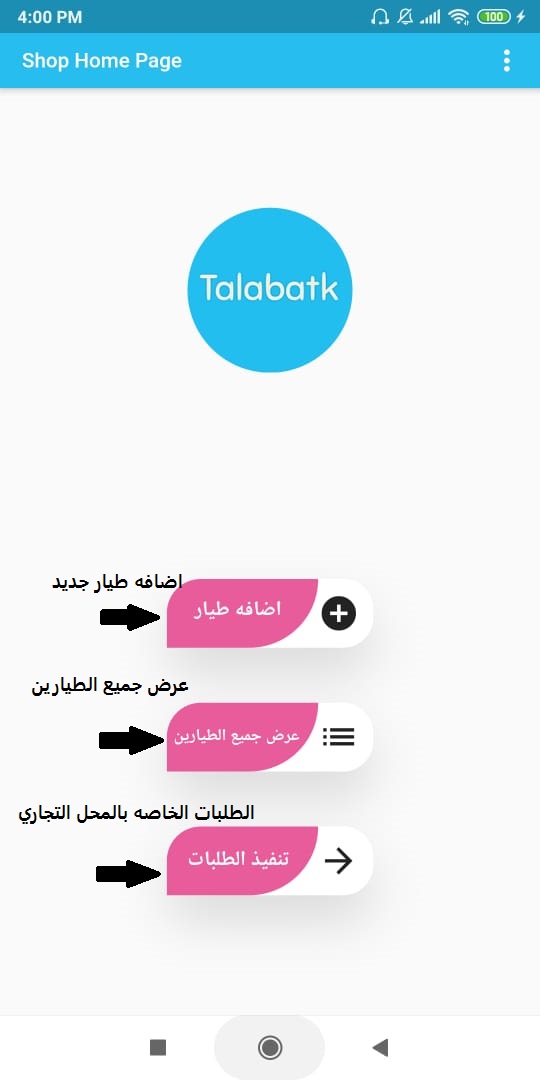 4:00 PM
100
Shop Home Page
Talabatk
اضافه طيار جديد
اضافه طيار
عرض جميع الطيارين
عرض جميع الطيارين
الطلبات الخاصه بالمحل التجاري
تنفيذ الطلبات